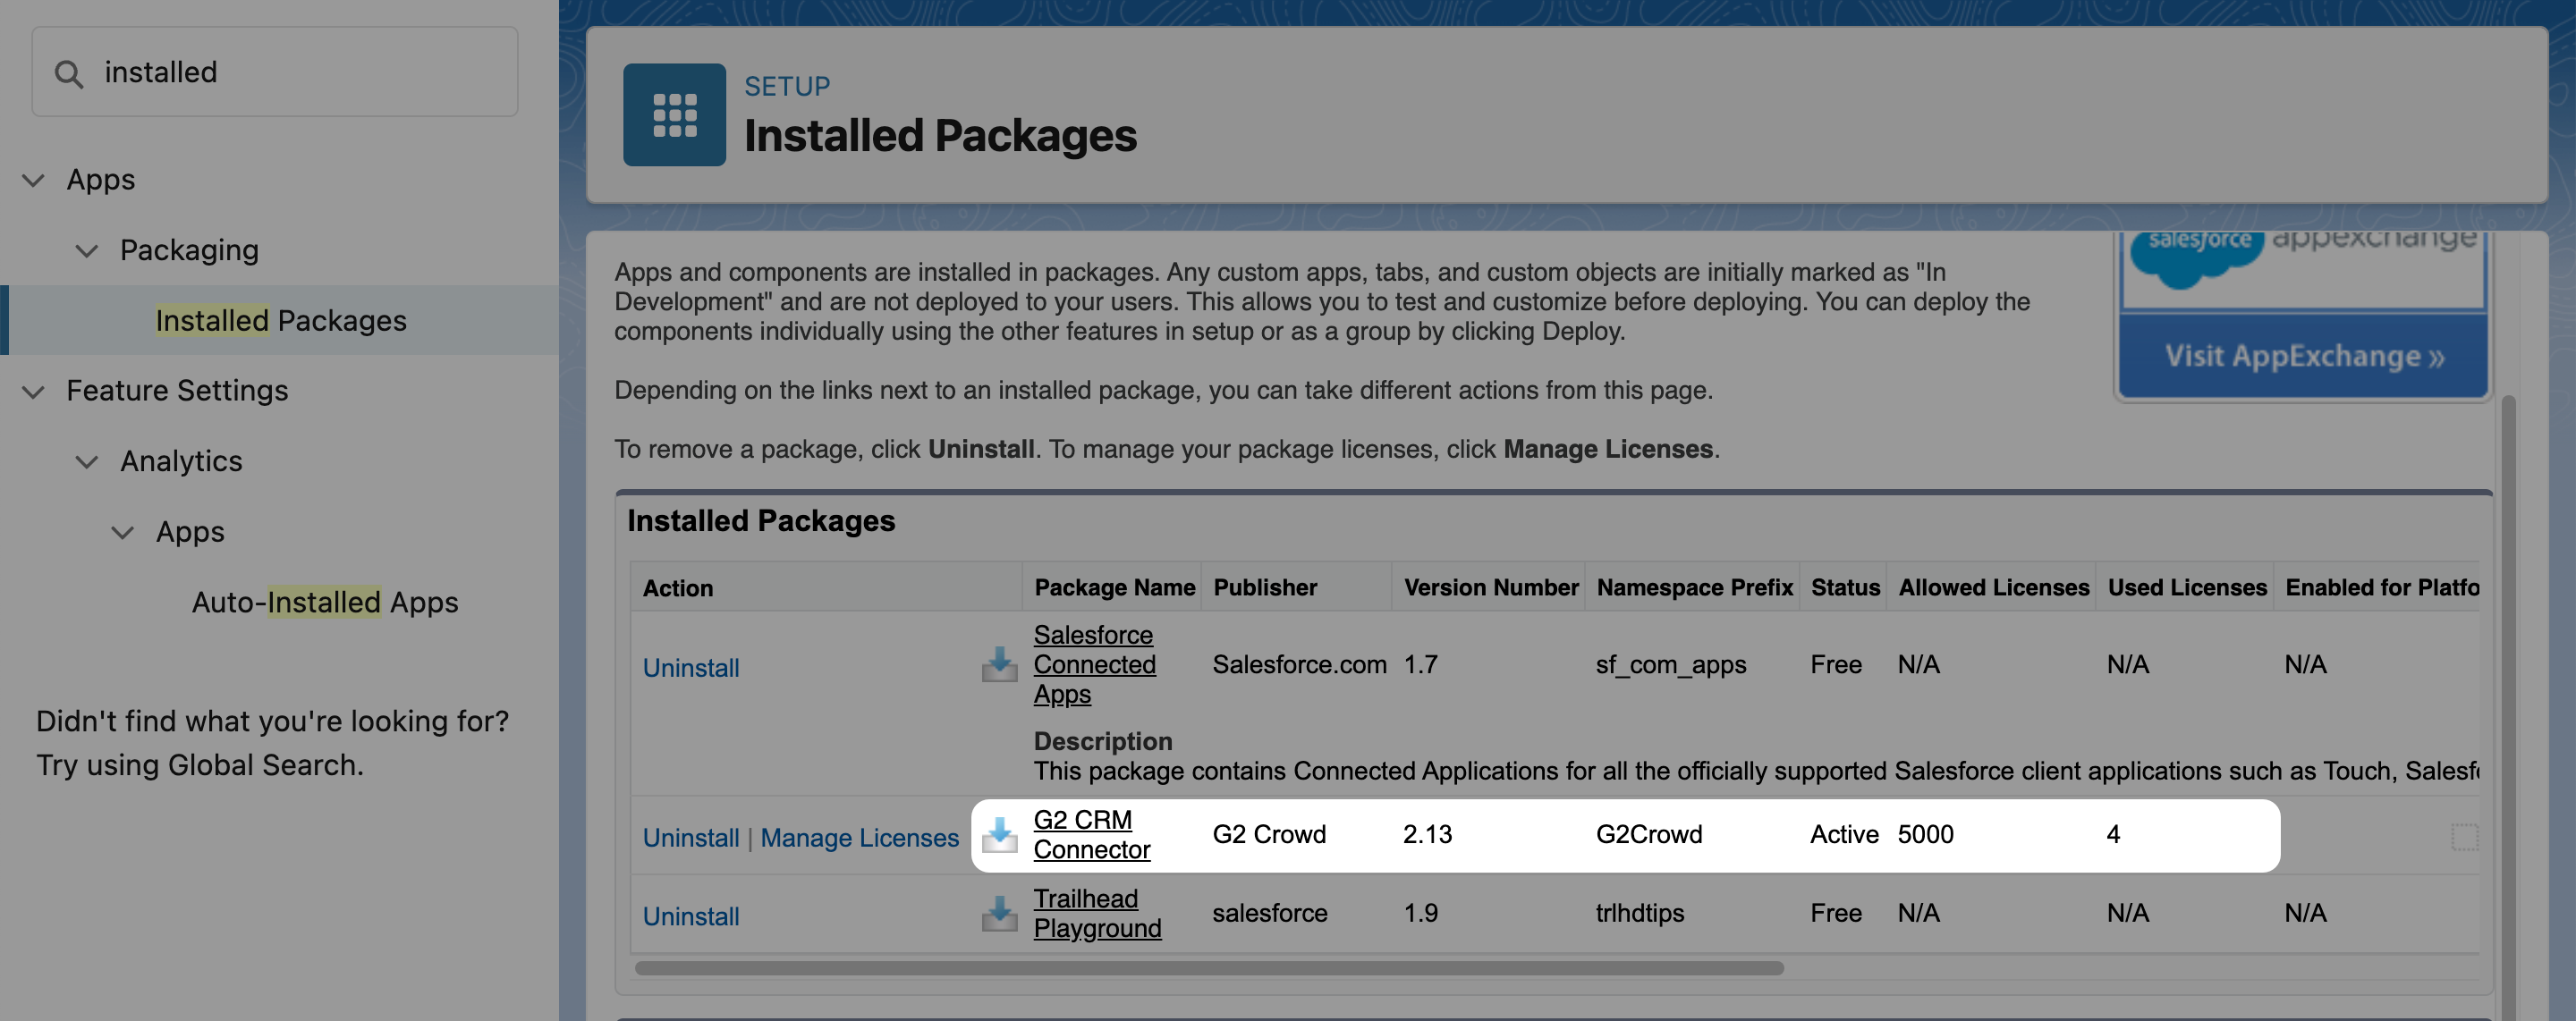 installed
Apps
Packaging
Installed Packages
Feature Settings
Analytics
Apps
Auto-Installed Apps
Didn't find what you're looking for?
Try using Global Search.
SETUP
Installed Packages
salesforce appexchange
Visit AppExchange »
Apps and components are installed in packages. Any custom apps, tabs, and custom objects are initially marked as "In
Development" and are not deployed to your users. This allows you to test and customize before deploying. You can deploy the
components individually using the other features in setup or as a group by clicking Deploy.
Depending on the links next to an installed package, you can take different actions from this page.
To remove a package, click Uninstall. To manage your package licenses, click Manage Licenses.
Installed Packages
Action Package Name Publisher Version Number Namespace Prefix Status Allowed Licenses Used Licenses Enabled for Platfo
Uninstall Salesforce Connected Apps Salesforce.com 1.7 sf_com_apps Free N/A N/A N/A
Description
This package contains Connected Applications for all the officially supported Salesforce client applications such as Touch, Salesf
Uninstall | Manage Licenses G2 CRM Connector G2 Crowd 2.13 G2Crowd Active 5000 4
Uninstall Trailhead Playground salesforce 1.9 trlhdtips Free N/A N/A N/A